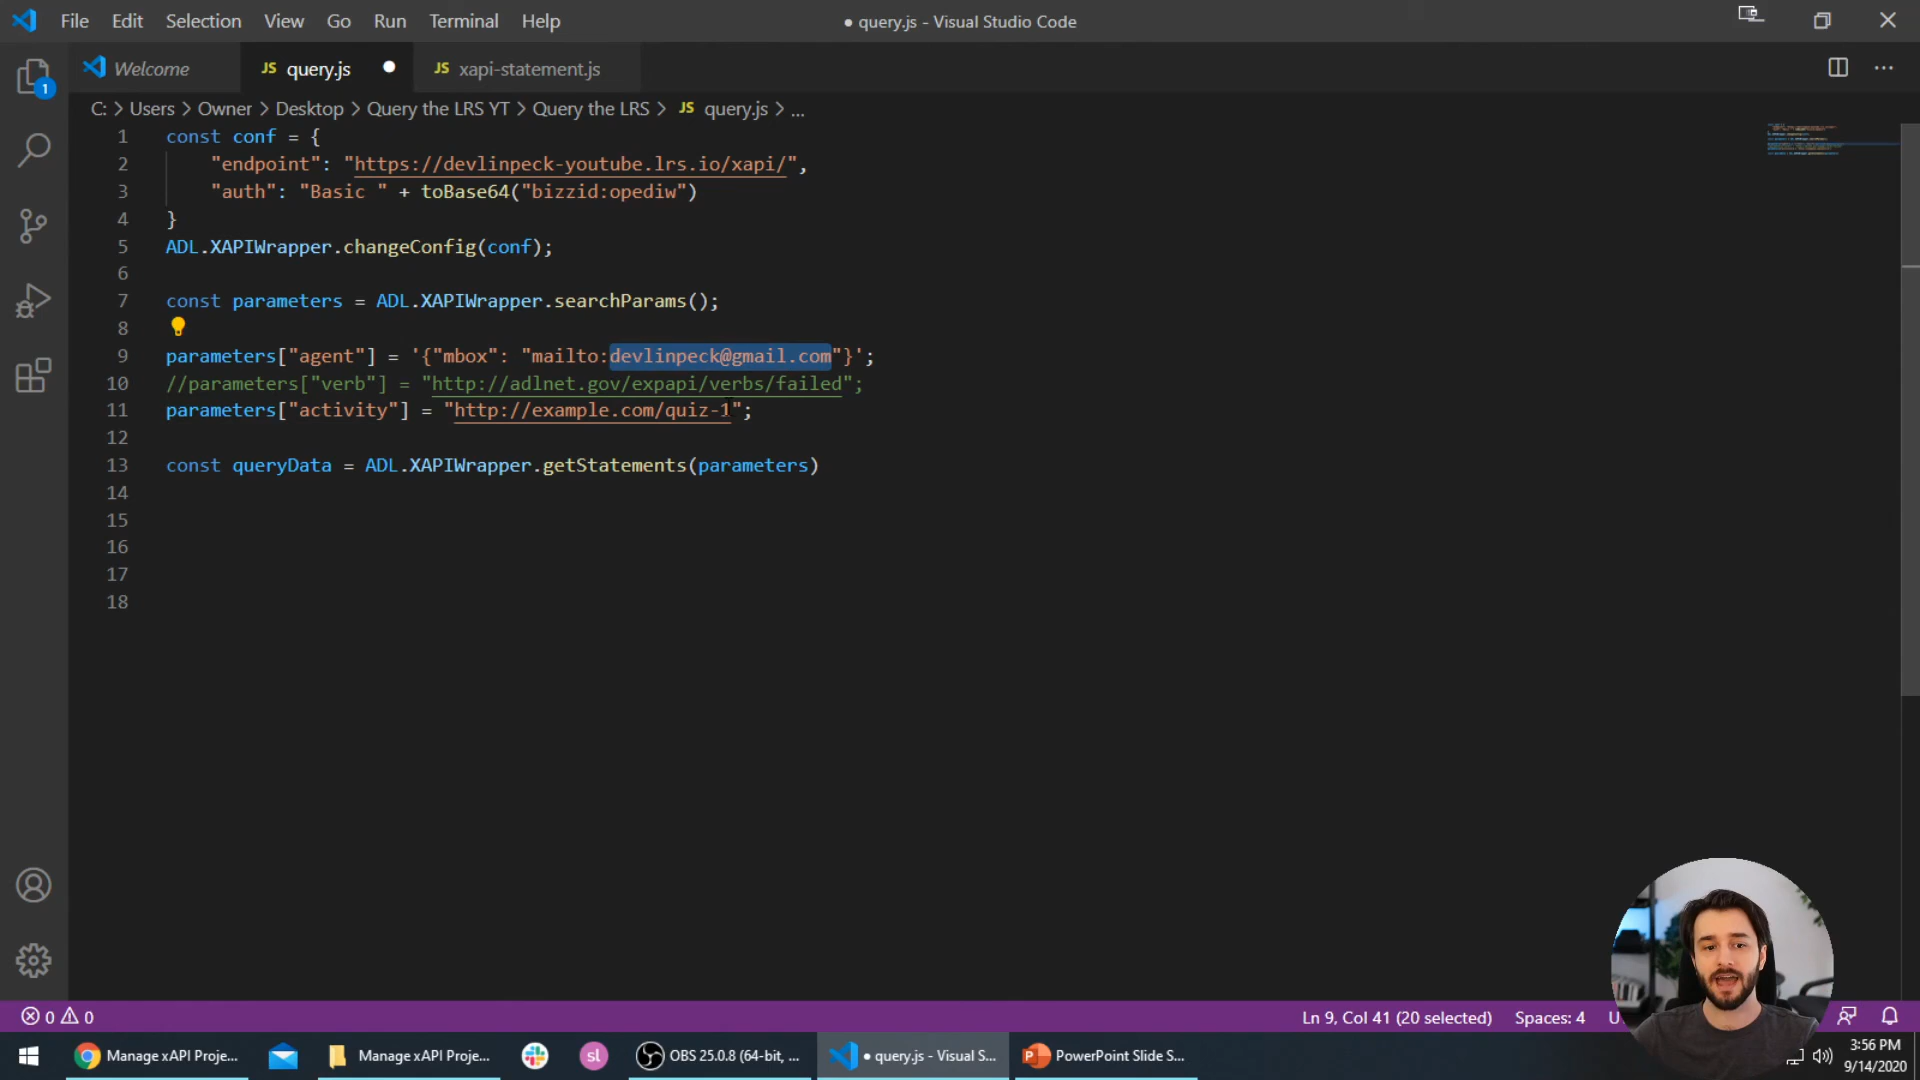 File Edit Selection View Go Run Terminal Help
● query.js - Visual Studio Code
1
Welcome
JS query.js ●
JS xapi-statement.js
C: > Users > Owner > Desktop > Query the LRS YT > Query the LRS > JS query.js > ...
1 const conf = {
2 "endpoint": "https://devlinpeck-youtube.lrs.io/xapi/",
3 "auth": "Basic " + toBase64("bizzid:opediw")
4 }
5 ADL.XAPIWrapper.changeConfig(conf);
6
7 const parameters = ADL.XAPIWrapper.searchParams();
8
9 parameters["agent"] = '{"mbox": "mailto:devlinpeck@gmail.com"}';
10 //parameters["verb"] = "http://adlnet.gov/expapi/verbs/failed";
11 parameters["activity"] = "http://example.com/quiz-1";
12
13 const queryData = ADL.XAPIWrapper.getStatements(parameters)
14
15
16
17
18
0 0
Ln 9, Col 41 (20 selected) Spaces: 4 U
Manage xAPI Proje...
Manage xAPI Proje...
sl
OBS 25.0.8 (64-bit, ...
● query.js - Visual S...
PowerPoint Slide S...
3:56 PM
9/14/2020